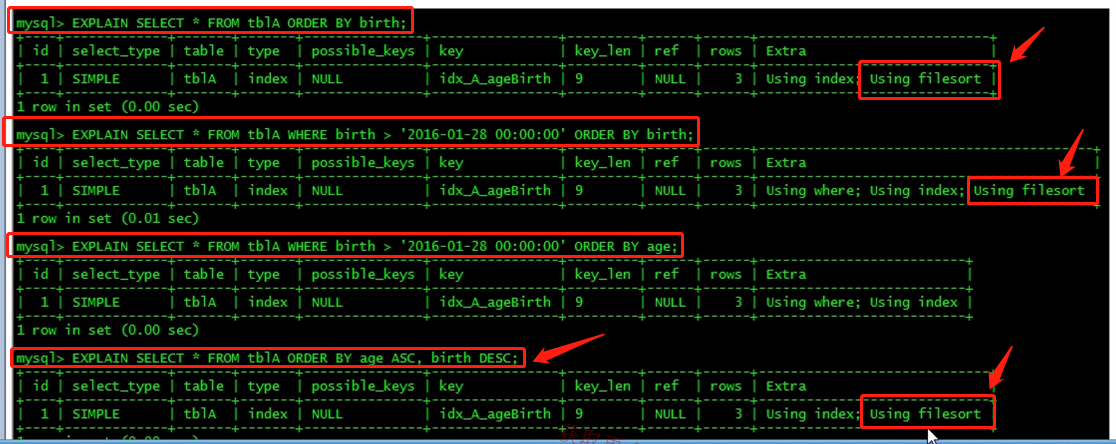 mysql> EXPLAIN SELECT * FROM tblA ORDER BY birth;
| id | select_type | table | type | possible_keys | key | key_len | ref | rows | Extra |
| 1 | SIMPLE | tblA | index | NULL | idx_A_ageBirth | 9 | NULL | 3 | Using index; Using filesort |
1 row in set (0.00 sec)
mysql> EXPLAIN SELECT * FROM tblA WHERE birth > '2016-01-28 00:00:00' ORDER BY birth;
| id | select_type | table | type | possible_keys | key | key_len | ref | rows | Extra |
| 1 | SIMPLE | tblA | index | NULL | idx_A_ageBirth | 9 | NULL | 3 | Using where; Using index; Using filesort |
1 row in set (0.01 sec)
mysql> EXPLAIN SELECT * FROM tblA WHERE birth > '2016-01-28 00:00:00' ORDER BY age;
| id | select_type | table | type | possible_keys | key | key_len | ref | rows | Extra |
| 1 | SIMPLE | tblA | index | NULL | idx_A_ageBirth | 9 | NULL | 3 | Using where; Using index |
1 row in set (0.00 sec)
mysql> EXPLAIN SELECT * FROM tblA ORDER BY age ASC, birth DESC;
| id | select_type | table | type | possible_keys | key | key_len | ref | rows | Extra |
| 1 | SIMPLE | tblA | index | NULL | idx_A_ageBirth | 9 | NULL | 3 | Using index; Using filesort |